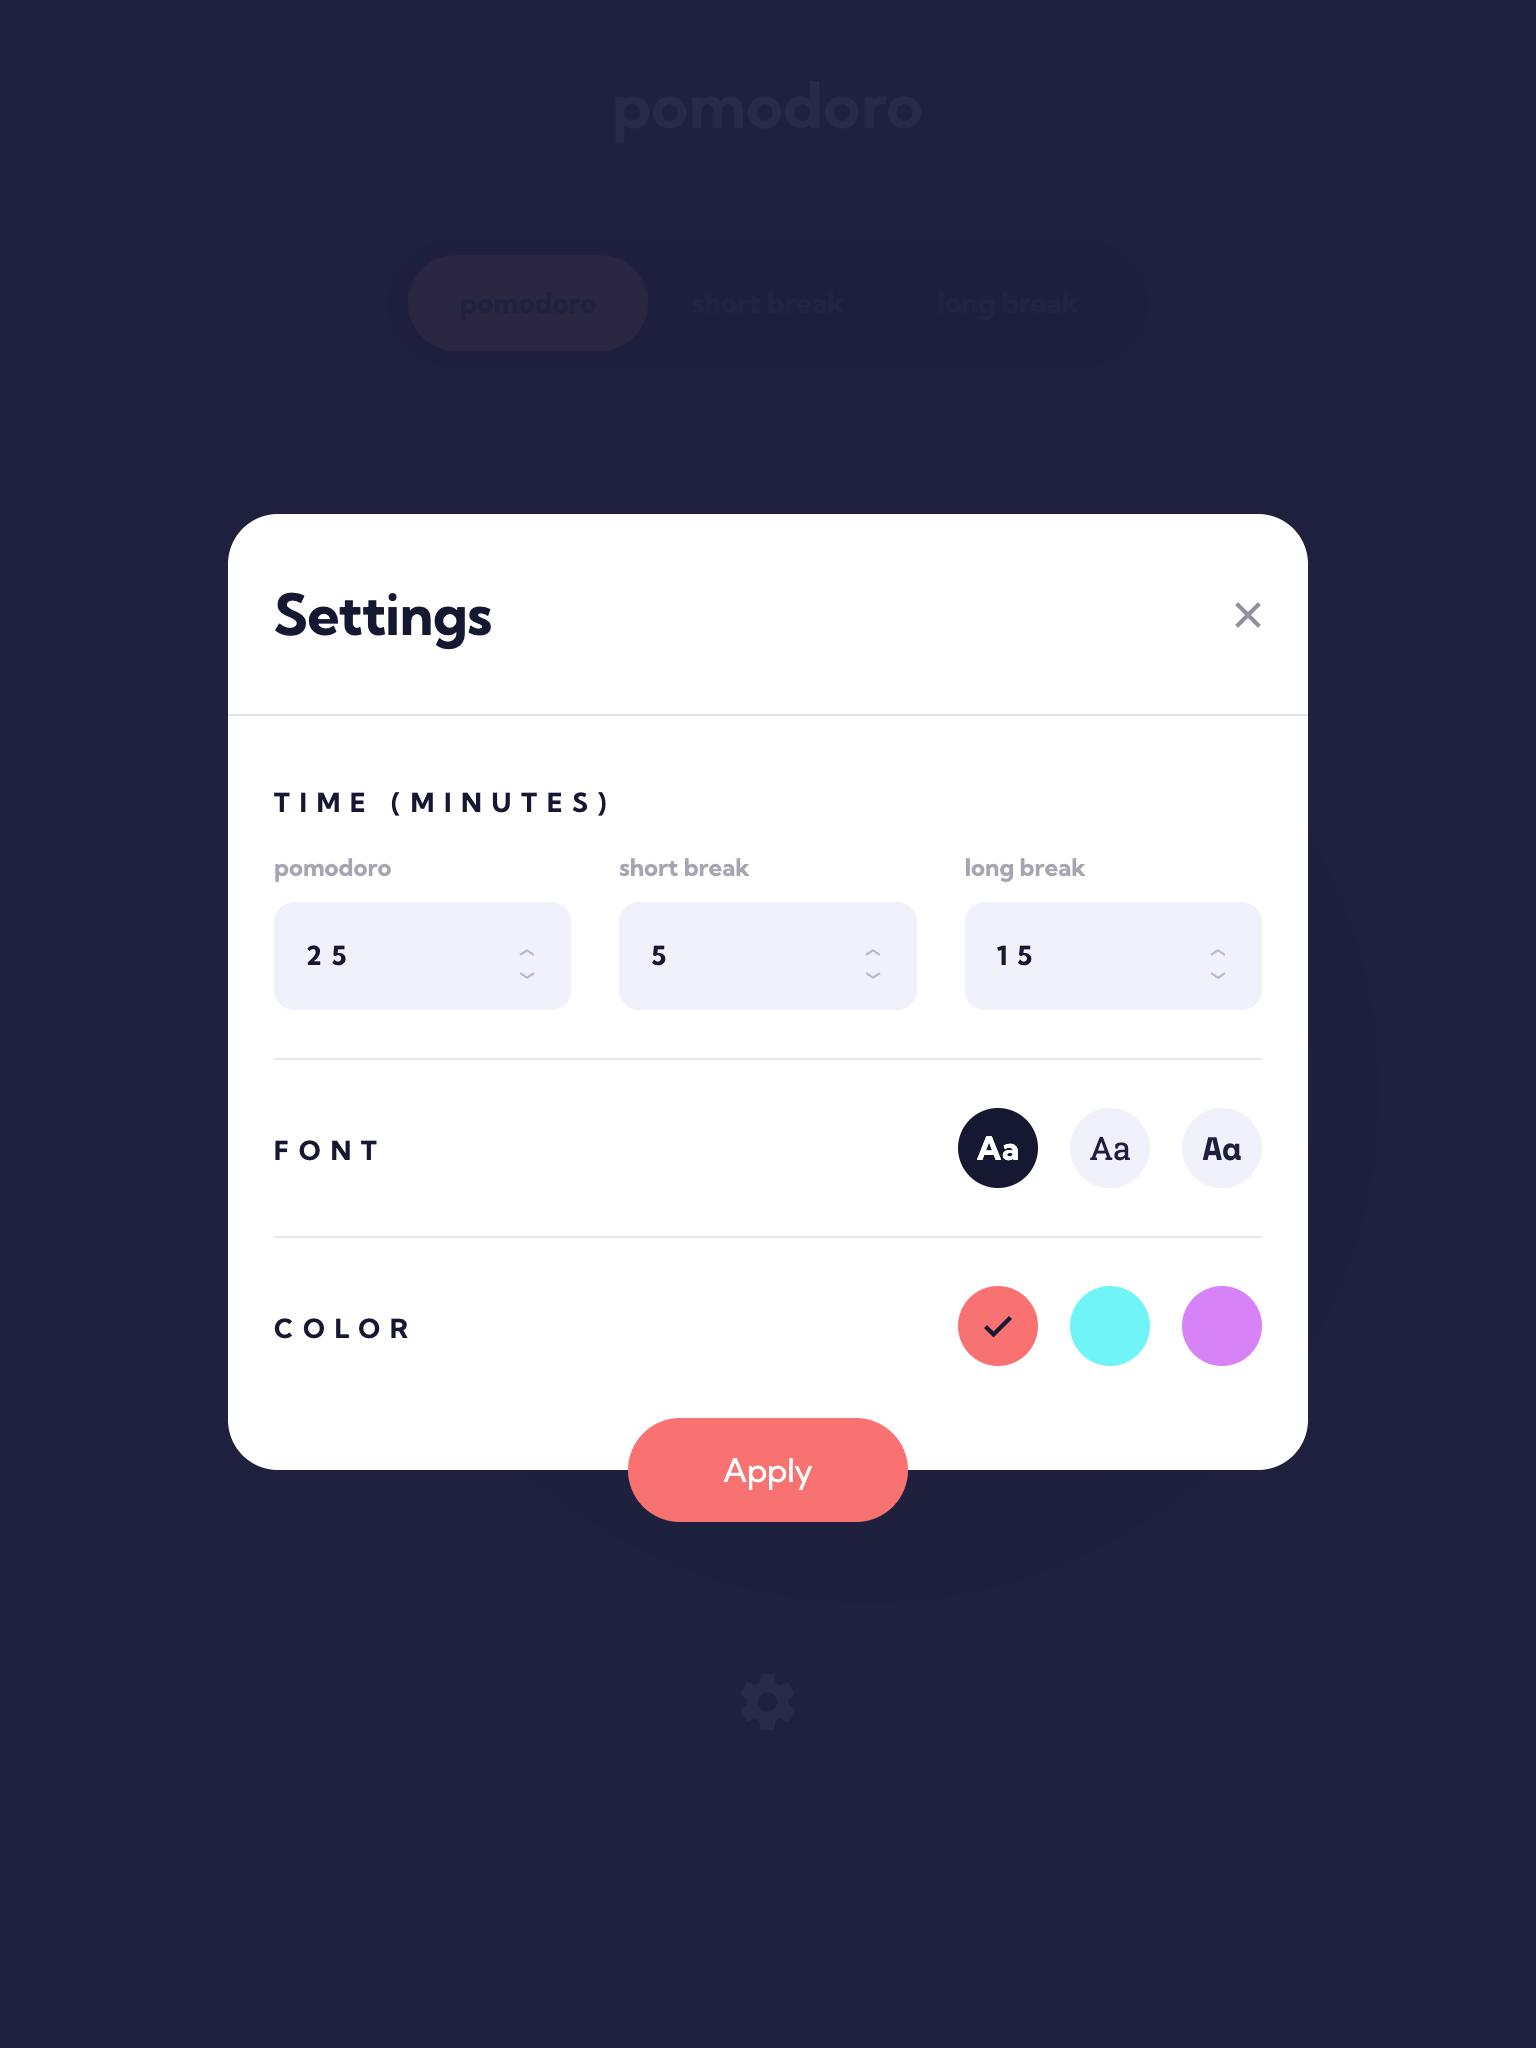 pomodoro
pomodoro short break long break
Settings
TIME (MINUTES)
pomodoro short break long break
25 5 15
FONT Aa Aa Aa
COLOR
Apply